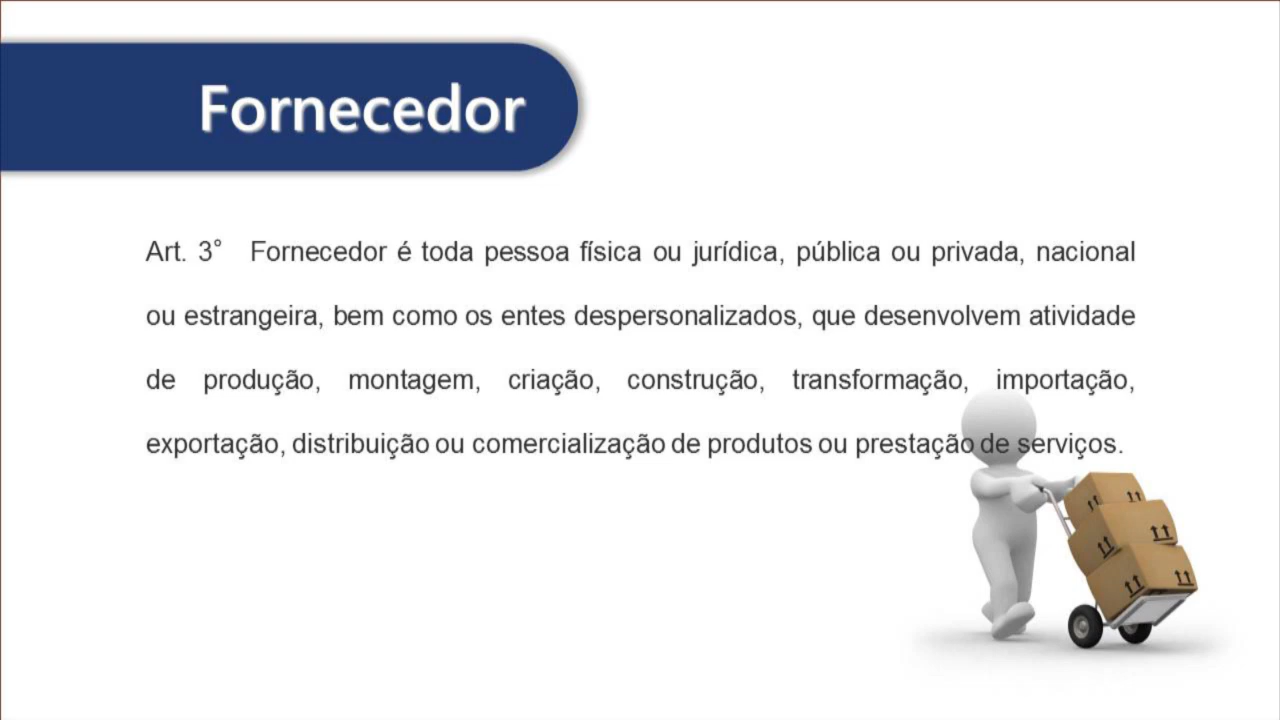 Fornecedor
Art. 3° Fornecedor é toda pessoa física ou jurídica, pública ou privada, nacional
ou estrangeira, bem como os entes despersonalizados, que desenvolvem atividade
de produção, montagem, criação, construção, transformação, importação,
exportação, distribuição ou comercialização de produtos ou prestação de serviços.